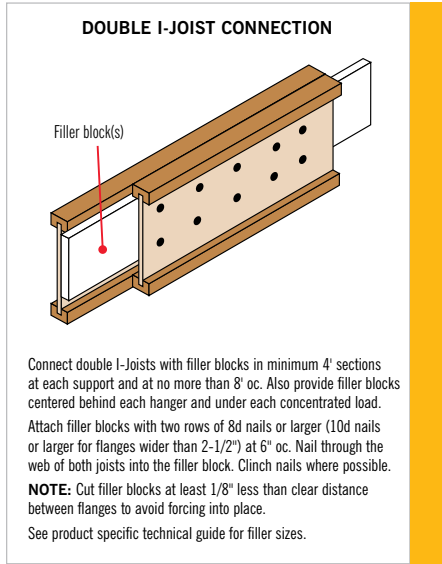 DOUBLE I-JOIST CONNECTION
Filler block(s)
Connect double I-Joists with filler blocks in minimum 4' sections
at each support and at no more than 8' oc. Also provide filler blocks
centered behind each hanger and under each concentrated load.
Attach filler blocks with two rows of 8d nails or larger (10d nails
or larger for flanges wider than 2-1/2") at 6" oc. Nail through the
web of both joists into the filler block. Clinch nails where possible.
NOTE: Cut filler blocks at least 1/8" less than clear distance
between flanges to avoid forcing into place.
See product specific technical guide for filler sizes.